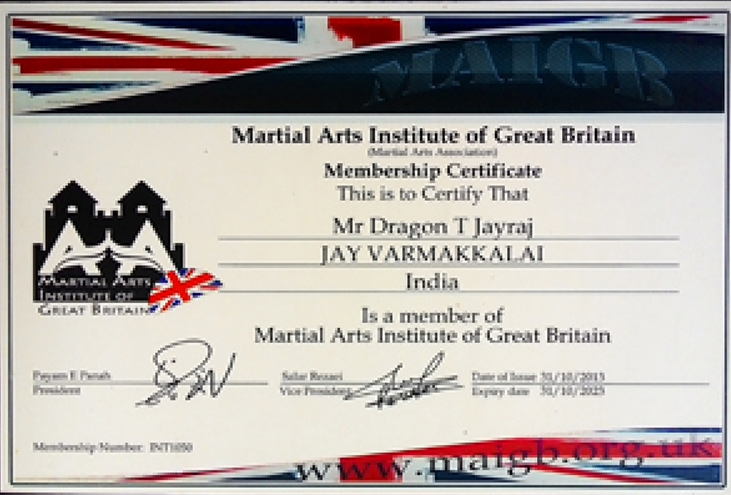 MAIGB
Martial Arts Institute of Great Britain
(Martial Arts Association)
Membership Certificate
This is to Certify That
Mr Dragon T Jayraj
JAY VARMAKKALAI
India
MARTIAL ARTS
INSTITUTE OF
GREAT BRITAIN
Is a member of
Martial Arts Institute of Great Britain
Payam E Panah
President
Salar Rezaei
Vice President
Date of Issue 31/10/2015
Expiry date 31/10/2025
Membership Number: INT1050
www.maigb.org.uk